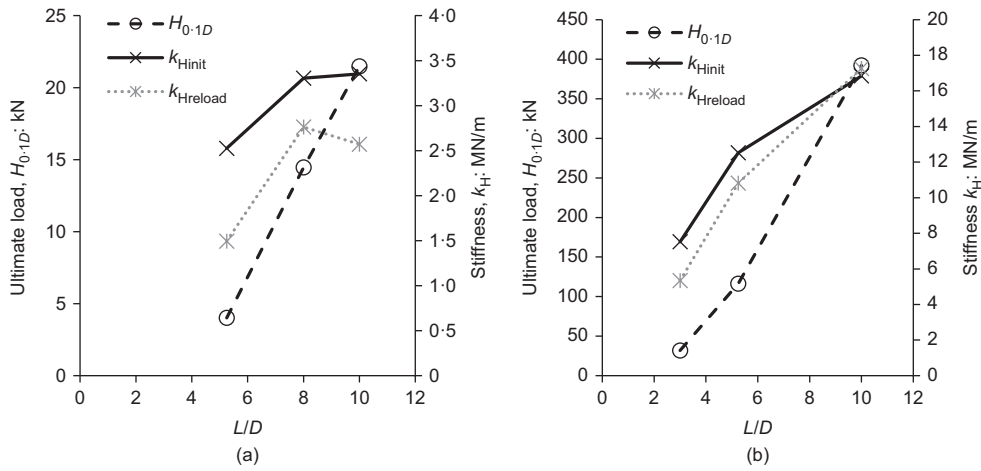 H0·1D
kHinit
kHreload
Ultimate load, H0·1D: kN
25
20
15
10
5
0
4·0
3·5
3·0
2·5
2·0
1·5
1·0
0·5
0
Stiffness, kH: MN/m
0 2 4 6 8 10 12
L/D
(a)
H0·1D
kHinit
kHreload
Ultimate load, H0·1D: kN
450
400
350
300
250
200
150
100
50
0
20
18
16
14
12
10
8
6
4
2
0
Stiffness kH: MN/m
0 2 4 6 8 10 12
L/D
(b)